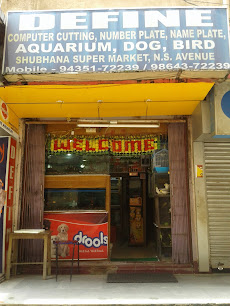 DEFINE
COMPUTER CUTTING, NUMBER PLATE, NAME PLATE,
AQUARIUM, DOG, BIRD
SHUBHANA SUPER MARKET, N.S. AVENUE
Mobile - 94351-72239 / 98643-72239
WELCOME
drools